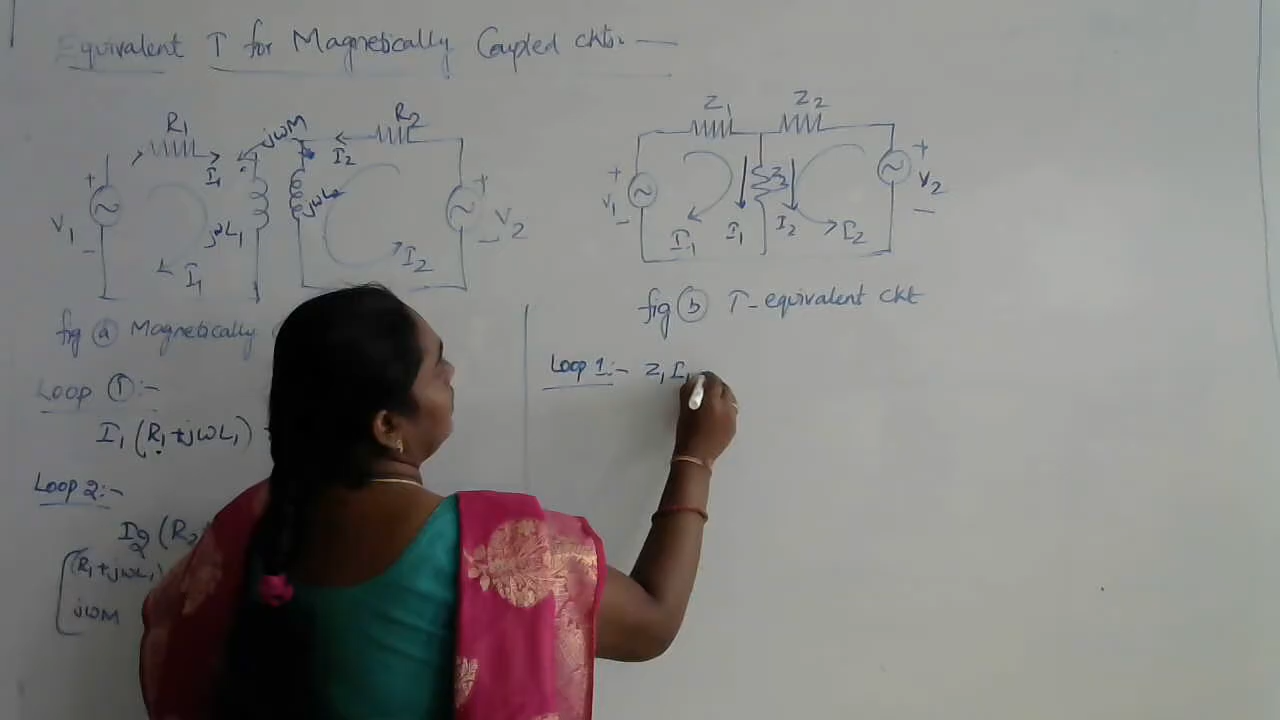 Equivalent T for Magnetically Coupled ckts:-
R1
I1
jωM
I2
R2
+
V1
-
jωL1
I1
jωL2
I2
+
V2
-
fig (a) Magnetically
Z1
Z2
+
V1
-
I1
I1
Z3
I2
I2
+
V2
-
fig (b) T-equivalent ckt
Loop (1):-
I1 (R1+jωL1)
Loop 2:-
I2 (R2
(R1+jωL1)
jωM
Loop 1:- Z1 I1